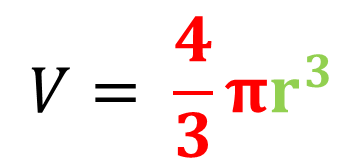 V = 4/3 πr³